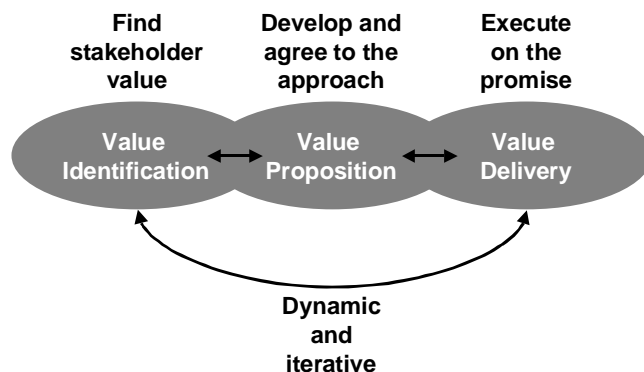 Find
stakeholder
value
Develop and
agree to the
approach
Execute
on the
promise
Value
Identification
Value
Proposition
Value
Delivery
Dynamic
and
iterative